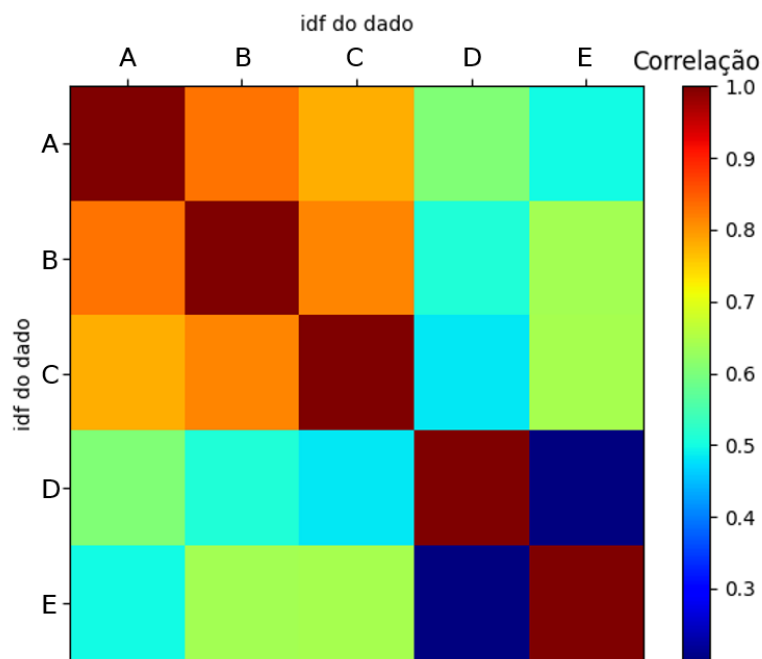 idf do dado
A B C D E
Correlação
A
B
C
D
E
idf do dado
1.0
0.9
0.8
0.7
0.6
0.5
0.4
0.3